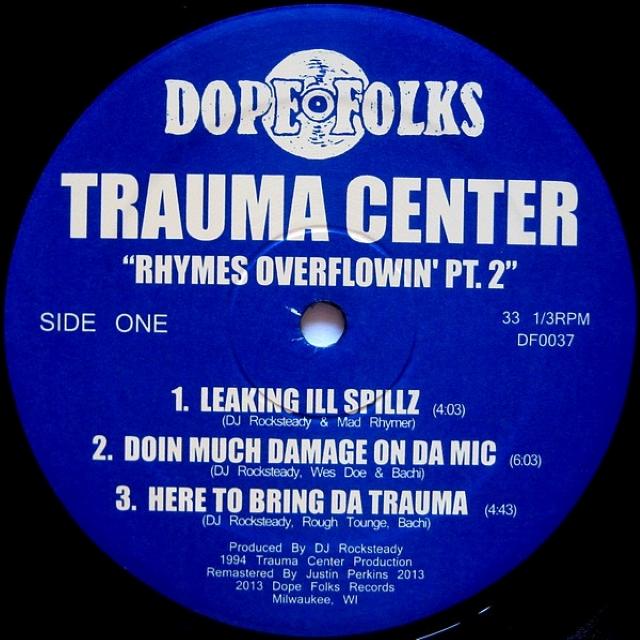 DOPE FOLKS
TRAUMA CENTER
“RHYMES OVERFLOWIN' PT. 2”
SIDE ONE
33 1/3RPM
DF0037
1. LEAKING ILL SPILLZ (4:03)
(DJ Rocksteady & Mad Rhymer)
2. DOIN MUCH DAMAGE ON DA MIC (6:03)
(DJ Rocksteady, Wes Doe & Bachi)
3. HERE TO BRING DA TRAUMA (4:43)
(DJ Rocksteady, Rough Tounge, Bachi)
Produced By DJ Rocksteady
1994 Trauma Center Production
Remastered By Justin Perkins 2013
2013 Dope Folks Records
Milwaukee, WI